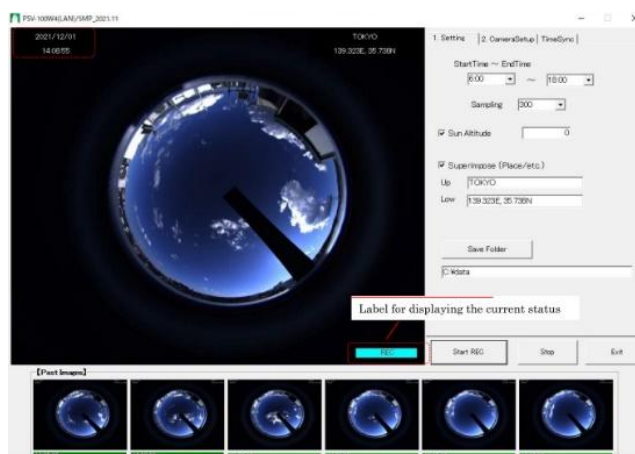 PSV-100W4(LAN)/SMP_2021.11
2021/12/01
14:08:55
TOKYO
139.323E, 35.738N
1. Setting
2. CameraSetup
TimeSync
StartTime ~ EndTime
6:00 ~ 18:00
Sampling 300
Sun Altitude 0
Superimpose (Place/etc.)
Up TOKYO
Low 139.323E, 35.738N
Save Folder
C:¥data
Label for displaying the current status
REC
Start REC
Stop
Exit
【Past Images】